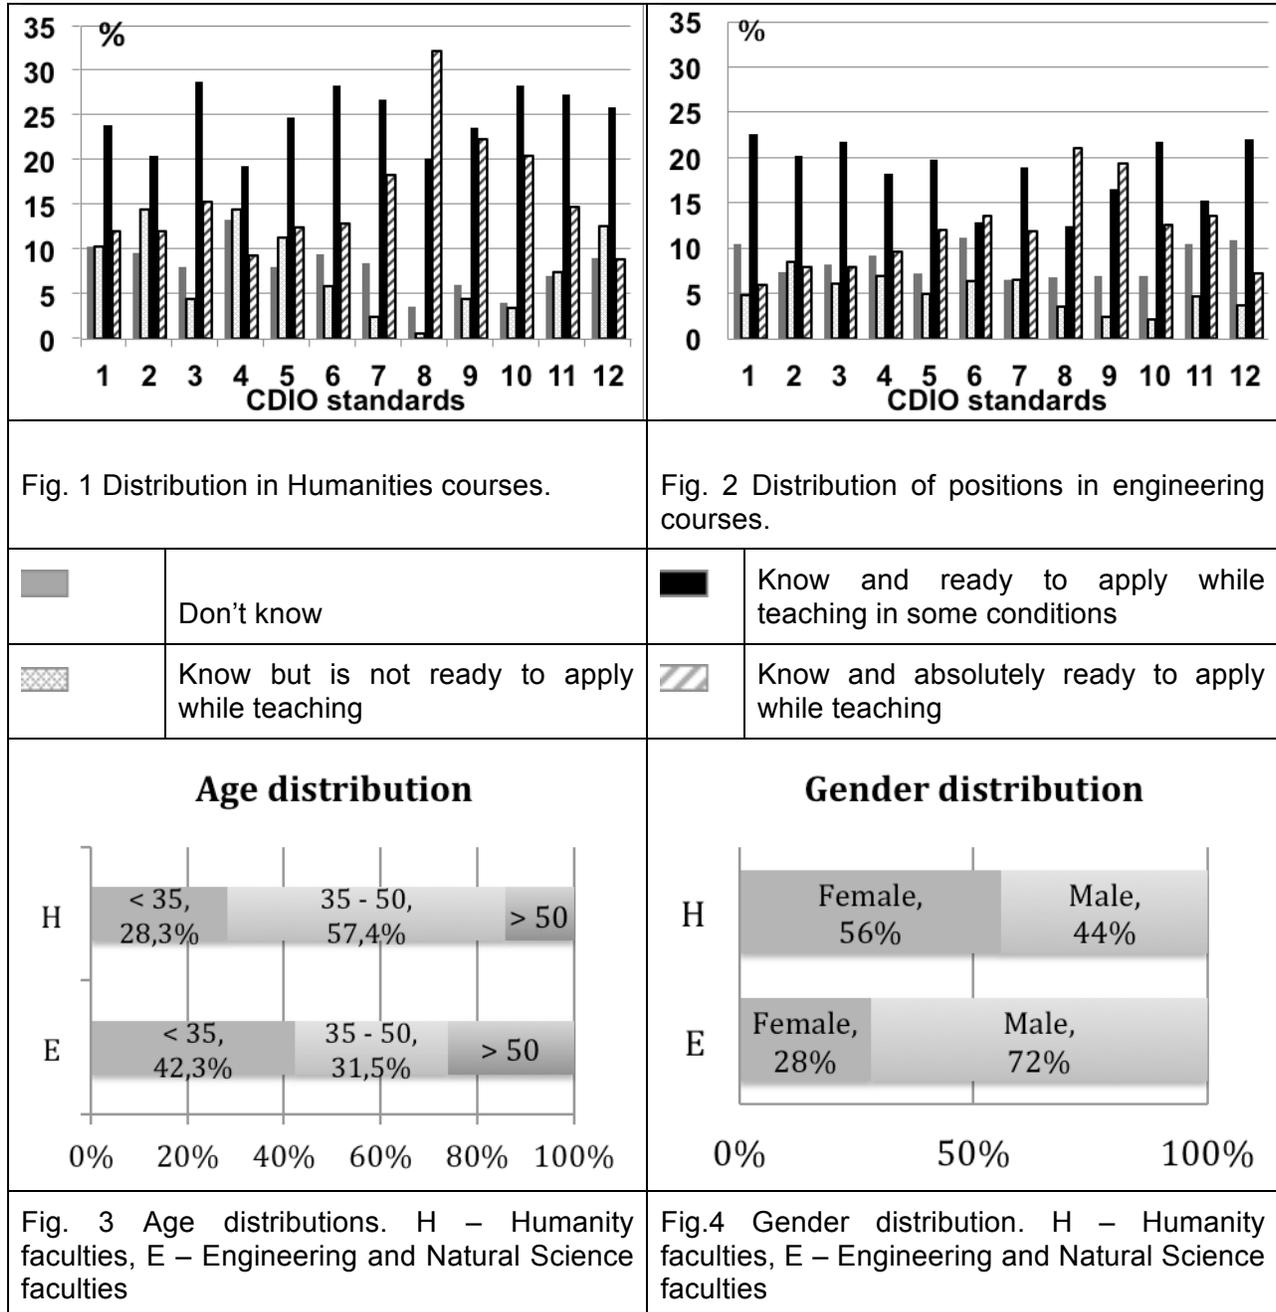 35
%
30
25
20
15
10
5
0
1 2 3 4 5 6 7 8 9 10 11 12
CDIO standards
35
%
30
25
20
15
10
5
0
1 2 3 4 5 6 7 8 9 10 11 12
CDIO standards
Fig. 1 Distribution in Humanities courses.
Fig. 2 Distribution of positions in engineering
courses.
Don’t know
Know and ready to apply while
teaching in some conditions
Know but is not ready to apply
while teaching
Know and absolutely ready to apply
while teaching
Age distribution
H
< 35,
28,3%
35 - 50,
57,4%
> 50
E
< 35,
42,3%
35 - 50,
31,5%
> 50
0% 20% 40% 60% 80% 100%
Gender distribution
H
Female,
56%
Male,
44%
E
Female,
28%
Male,
72%
0% 50% 100%
Fig. 3 Age distributions. H – Humanity
faculties, E – Engineering and Natural Science
faculties
Fig.4 Gender distribution. H – Humanity
faculties, E – Engineering and Natural Science
faculties